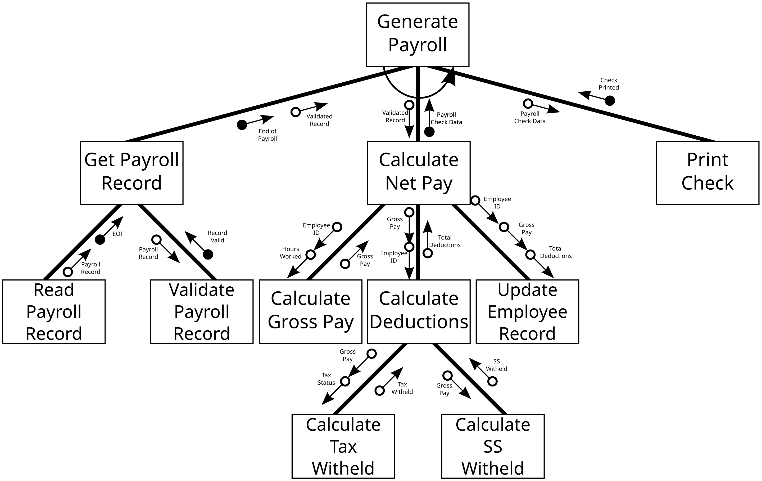 Generate
Payroll
Check
Printed
Validated
Record
End of
Payroll
Validated
Record
Payroll
Check Data
Payroll
Check Data
Get Payroll
Record
Calculate
Net Pay
Print
Check
EOF
Payroll
Record
Payroll
Record
Record
Valid
Employee
ID
Hours
Worked
Gross
Pay
Gross
Pay
Employee
ID
Total
Deductions
Employee
ID
Gross
Pay
Total
Deductions
Read
Payroll
Record
Validate
Payroll
Record
Calculate
Gross Pay
Calculate
Deductions
Update
Employee
Record
Gross
Pay
Tax
Status
Tax
Witheld
Gross
Pay
SS
Witheld
Calculate
Tax
Witheld
Calculate
SS
Witheld